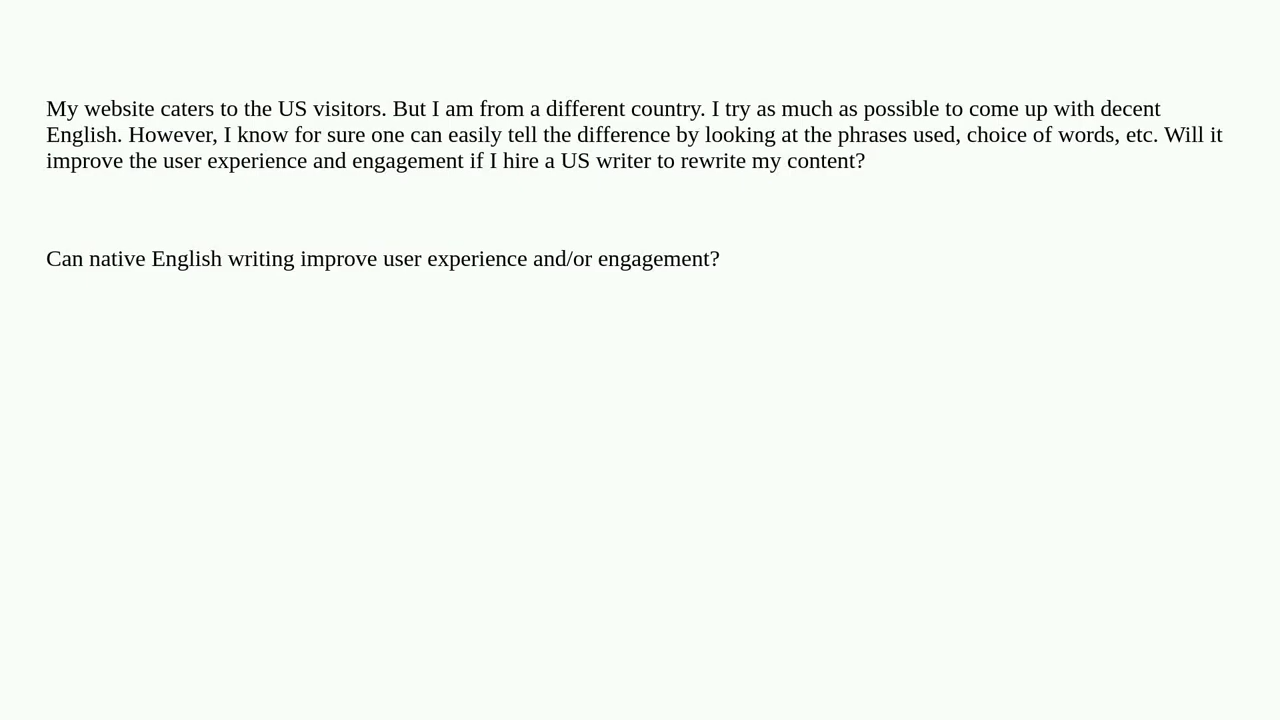 My website caters to the US visitors. But I am from a different country. I try as much as possible to come up with decent
English. However, I know for sure one can easily tell the difference by looking at the phrases used, choice of words, etc. Will it
improve the user experience and engagement if I hire a US writer to rewrite my content?
Can native English writing improve user experience and/or engagement?